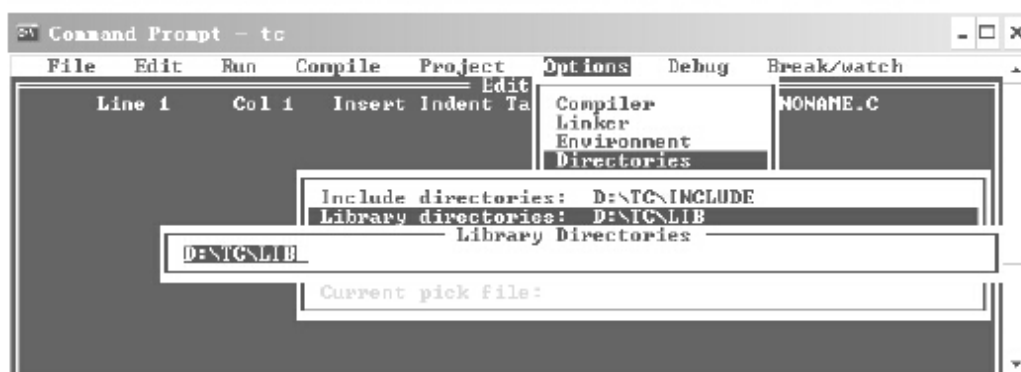 Command Prompt - tc
File Edit Run Compile Project Options Debug Break/watch
Edit
Line 1 Col 1 Insert Indent Ta NONAME.C
Compiler
Linker
Environment
Directories
Include directories: D:\TC\INCLUDE
Library directories: D:\TC\LIB
Library Directories
D:\TC\LIB_
Current pick file: